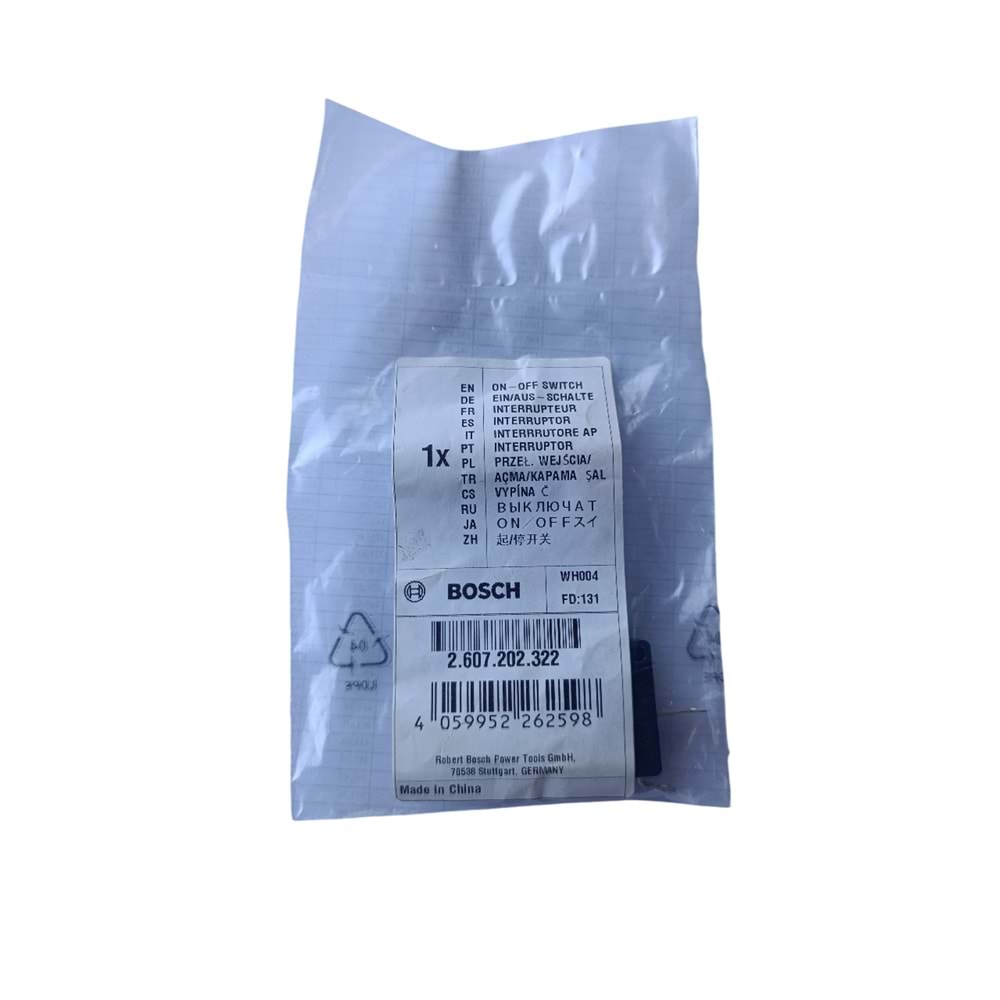 1x
EN ON-OFF SWITCH
DE EIN/AUS-SCHALTE
FR INTERRUPTEUR
ES INTERRUPTOR
IT INTERRRUTORE AP
PT INTERRUPTOR
PL PRZEŁ. WEJŚCIA/
TR AÇMA/KAPAMA ŞAL
CS VYPÍNA Č
RU ВЫКЛЮЧАТ
JA ON/OFFスイ
ZH 起/停开关
BOSCH
WH004
FD:131
2.607.202.322
4 059952 262598
Robert Bosch Power Tools GmbH,
70538 Stuttgart, GERMANY
Made in China
04